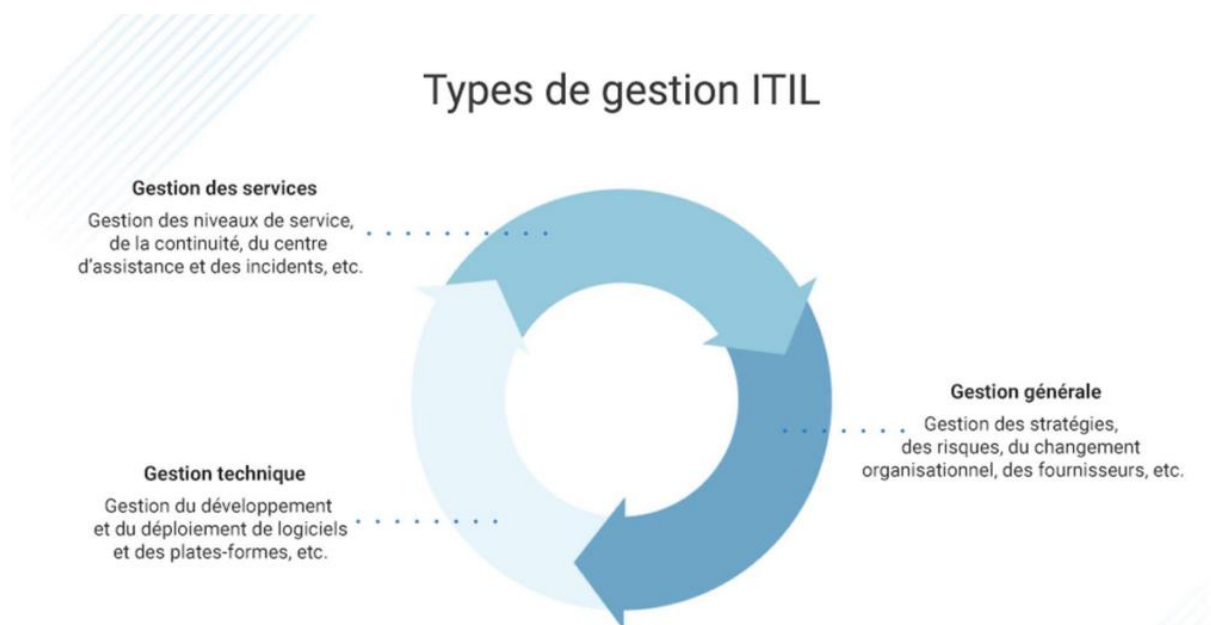 Types de gestion ITIL
Gestion des services
Gestion des niveaux de service,
de la continuité, du centre
d'assistance et des incidents, etc.
Gestion générale
Gestion des stratégies,
des risques, du changement
organisationnel, des fournisseurs, etc.
Gestion technique
Gestion du développement
et du déploiement de logiciels
et des plates-formes, etc.